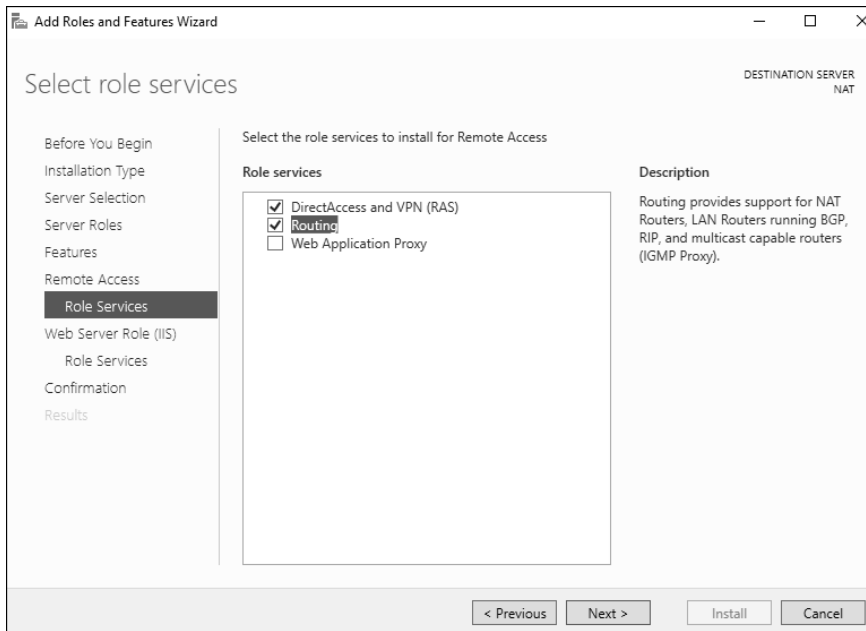 Add Roles and Features Wizard
Select role services
DESTINATION SERVER
NAT
Before You Begin
Installation Type
Server Selection
Server Roles
Features
Remote Access
Role Services
Web Server Role (IIS)
Role Services
Confirmation
Results
Select the role services to install for Remote Access
Role services
DirectAccess and VPN (RAS)
Routing
Web Application Proxy
Description
Routing provides support for NAT
Routers, LAN Routers running BGP,
RIP, and multicast capable routers
(IGMP Proxy).
< Previous
Next >
Install
Cancel